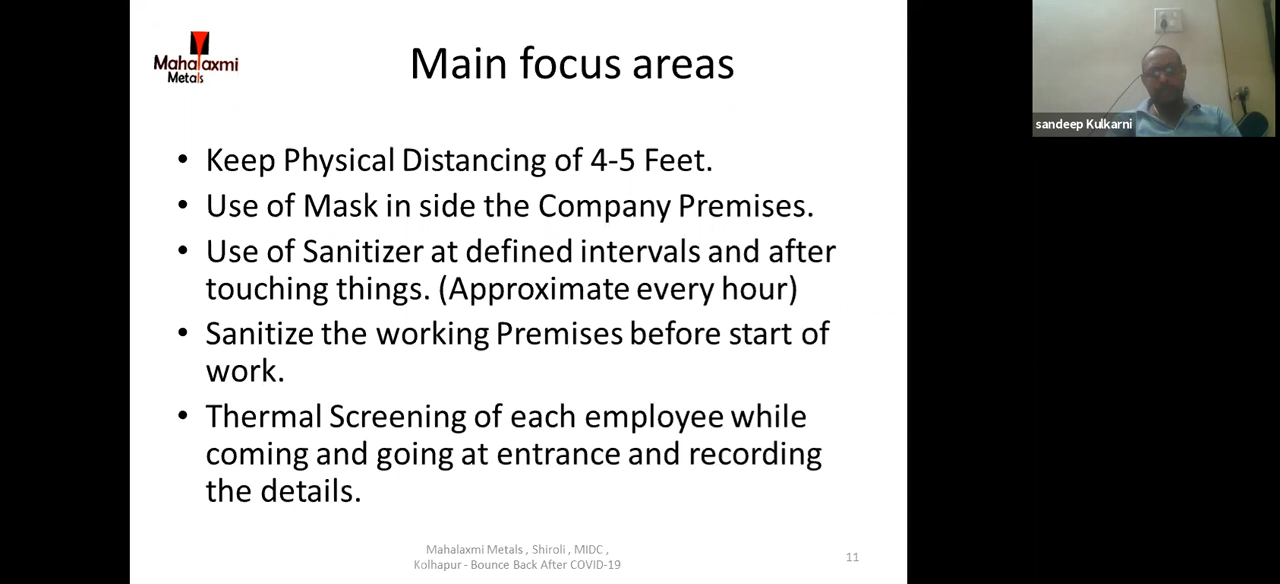 Mahalaxmi
Metals
Main focus areas
sandeep Kulkarni
• Keep Physical Distancing of 4-5 Feet.
• Use of Mask in side the Company Premises.
• Use of Sanitizer at defined intervals and after
touching things. (Approximate every hour)
• Sanitize the working Premises before start of
work.
• Thermal Screening of each employee while
coming and going at entrance and recording
the details.
Mahalaxmi Metals , Shiroli , MIDC ,
Kolhapur - Bounce Back After COVID-19
11